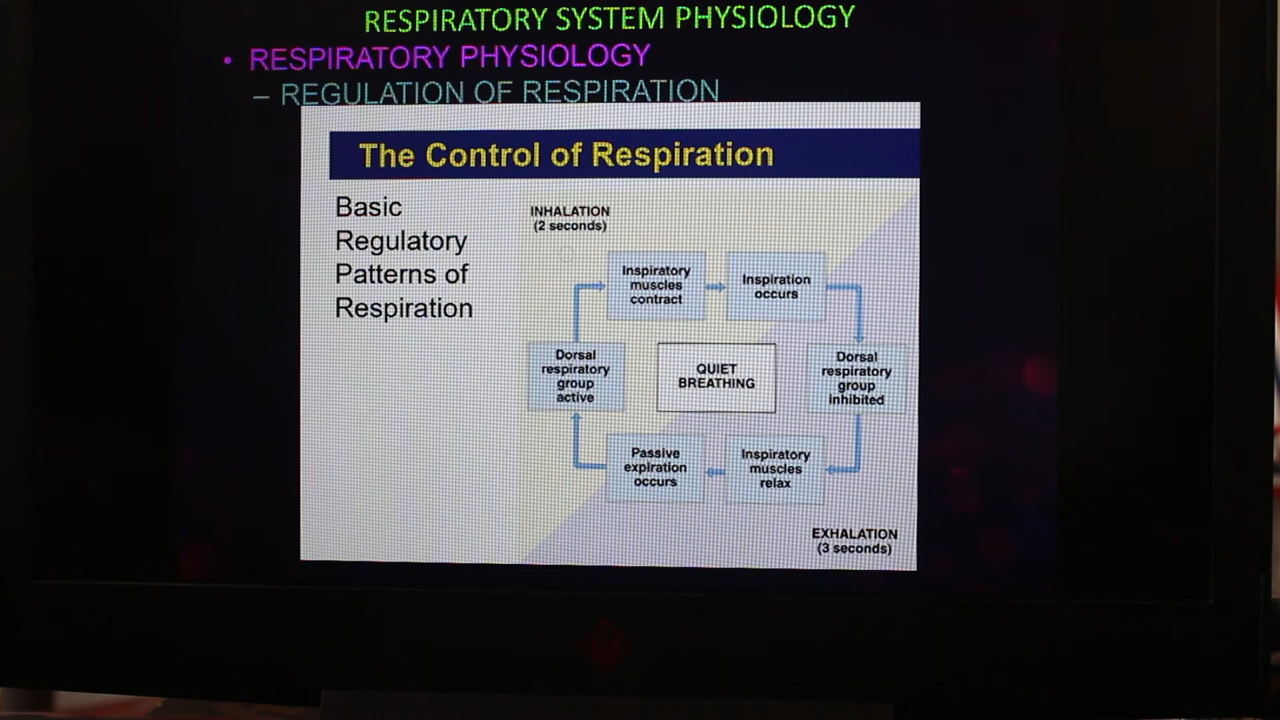 RESPIRATORY SYSTEM PHYSIOLOGY
• RESPIRATORY PHYSIOLOGY
– REGULATION OF RESPIRATION
The Control of Respiration
Basic
Regulatory
Patterns of
Respiration
INHALATION
(2 seconds)
Inspiratory
muscles
contract
Inspiration
occurs
Dorsal
respiratory
group
active
QUIET
BREATHING
Dorsal
respiratory
group
inhibited
Passive
expiration
occurs
Inspiratory
muscles
relax
EXHALATION
(3 seconds)